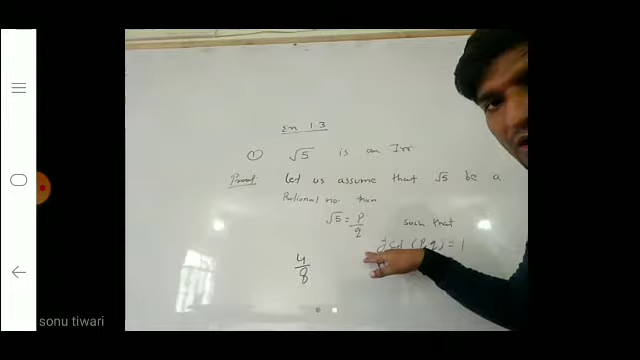 Ex 1.3
① √5 is an Irr
Proof Let us assume that √5 be a
Rational no. then
√5 = P/q such that
gcd (P,q) = 1
4/8
sonu tiwari